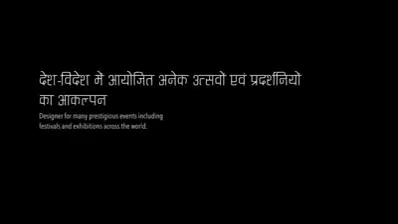 देश-विदेश में आयोजित अनेक उत्सवों एवं प्रदर्शनियों
का आकल्पन
Designer for many prestigious events including
festivals and exhibitions across the world.